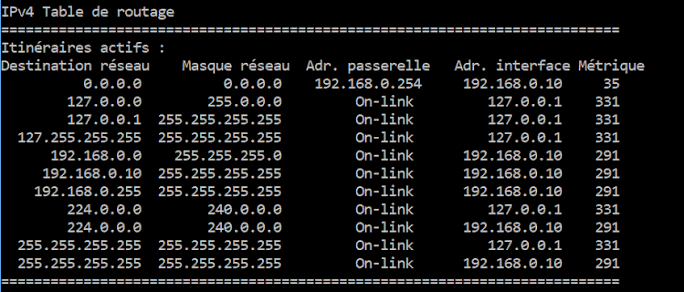 IPv4 Table de routage
===========================================================================
Itinéraires actifs :
Destination réseau    Masque réseau  Adr. passerelle   Adr. interface Métrique
          0.0.0.0          0.0.0.0    192.168.0.254     192.168.0.10     35
        127.0.0.0        255.0.0.0         On-link         127.0.0.1    331
        127.0.0.1  255.255.255.255         On-link         127.0.0.1    331
  127.255.255.255  255.255.255.255         On-link         127.0.0.1    331
      192.168.0.0    255.255.255.0         On-link      192.168.0.10    291
     192.168.0.10  255.255.255.255         On-link      192.168.0.10    291
    192.168.0.255  255.255.255.255         On-link      192.168.0.10    291
        224.0.0.0        240.0.0.0         On-link         127.0.0.1    331
        224.0.0.0        240.0.0.0         On-link      192.168.0.10    291
  255.255.255.255  255.255.255.255         On-link         127.0.0.1    331
  255.255.255.255  255.255.255.255         On-link      192.168.0.10    291
===========================================================================